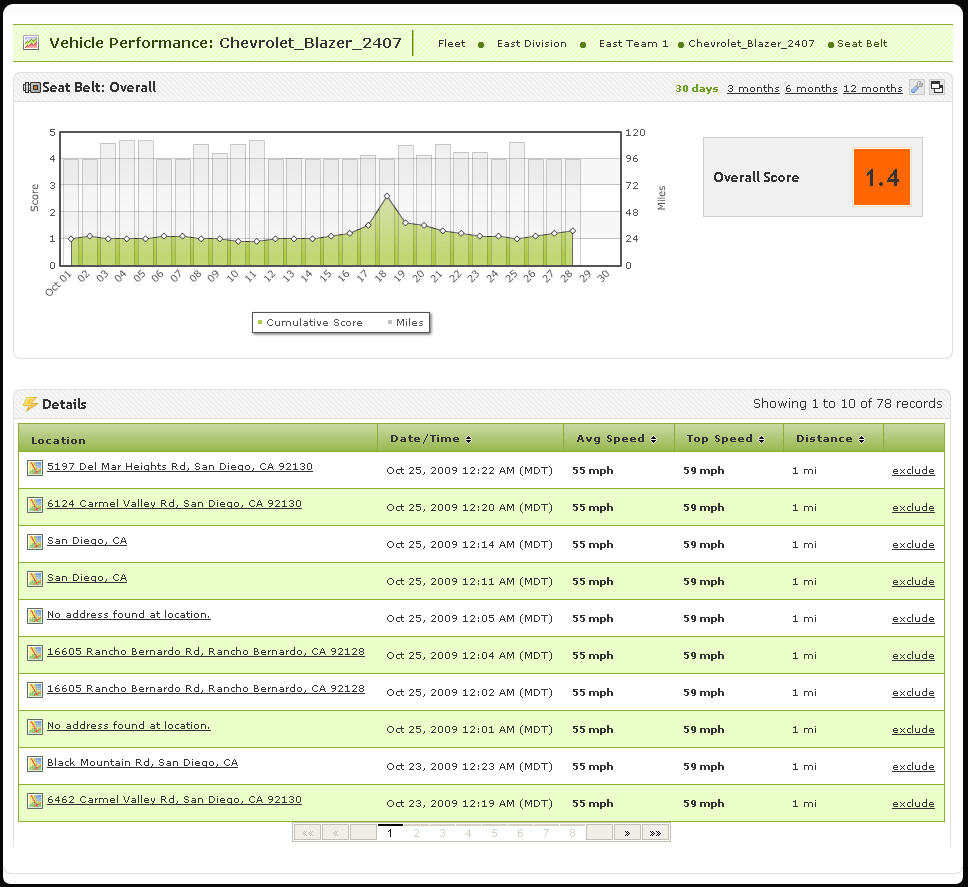 Vehicle Performance: Chevrolet_Blazer_2407 Fleet East Division East Team 1 Chevrolet_Blazer_2407 Seat Belt
Seat Belt: Overall 30 days 3 months 6 months 12 months
5 120
4 96
3 72
2 48
1 24
0 0
Score
Miles
Oct 01 02 03 04 05 06 07 08 09 10 11 12 13 14 15 16 17 18 19 20 21 22 23 24 25 26 27 28 29 30
Cumulative Score Miles
Overall Score 1.4
Details Showing 1 to 10 of 78 records
Location Date/Time Avg Speed Top Speed Distance
5197 Del Mar Heights Rd, San Diego, CA 92130 Oct 25, 2009 12:22 AM (MDT) 55 mph 59 mph 1 mi exclude
6124 Carmel Valley Rd, San Diego, CA 92130 Oct 25, 2009 12:20 AM (MDT) 55 mph 59 mph 1 mi exclude
San Diego, CA Oct 25, 2009 12:14 AM (MDT) 55 mph 59 mph 1 mi exclude
San Diego, CA Oct 25, 2009 12:11 AM (MDT) 55 mph 59 mph 1 mi exclude
No address found at location. Oct 25, 2009 12:05 AM (MDT) 55 mph 59 mph 1 mi exclude
16605 Rancho Bernardo Rd, Rancho Bernardo, CA 92128 Oct 25, 2009 12:04 AM (MDT) 55 mph 59 mph 1 mi exclude
16605 Rancho Bernardo Rd, Rancho Bernardo, CA 92128 Oct 25, 2009 12:02 AM (MDT) 55 mph 59 mph 1 mi exclude
No address found at location. Oct 25, 2009 12:01 AM (MDT) 55 mph 59 mph 1 mi exclude
Black Mountain Rd, San Diego, CA Oct 23, 2009 12:23 AM (MDT) 55 mph 59 mph 1 mi exclude
6462 Carmel Valley Rd, San Diego, CA 92130 Oct 23, 2009 12:19 AM (MDT) 55 mph 59 mph 1 mi exclude
«« « 1 2 3 4 5 6 7 8 » »»